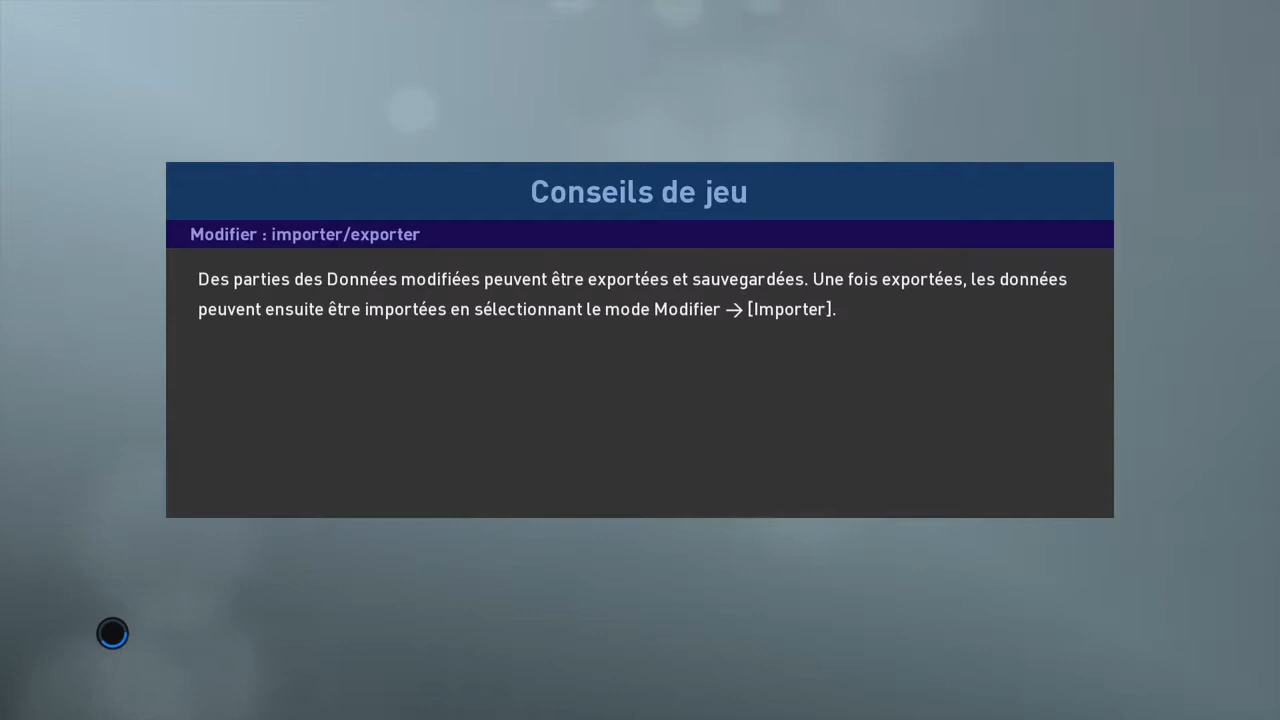 Conseils de jeu
Modifier : importer/exporter
Des parties des Données modifiées peuvent être exportées et sauvegardées. Une fois exportées, les données
peuvent ensuite être importées en sélectionnant le mode Modifier → [Importer].